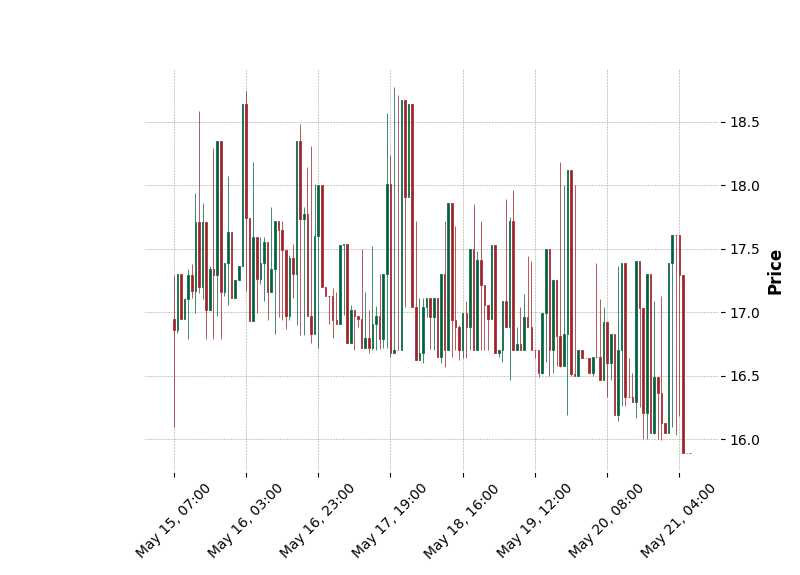 18.5
18.0
17.5
17.0
16.5
16.0
Price
May 15, 07:00
May 16, 03:00
May 16, 23:00
May 17, 19:00
May 18, 16:00
May 19, 12:00
May 20, 08:00
May 21, 04:00